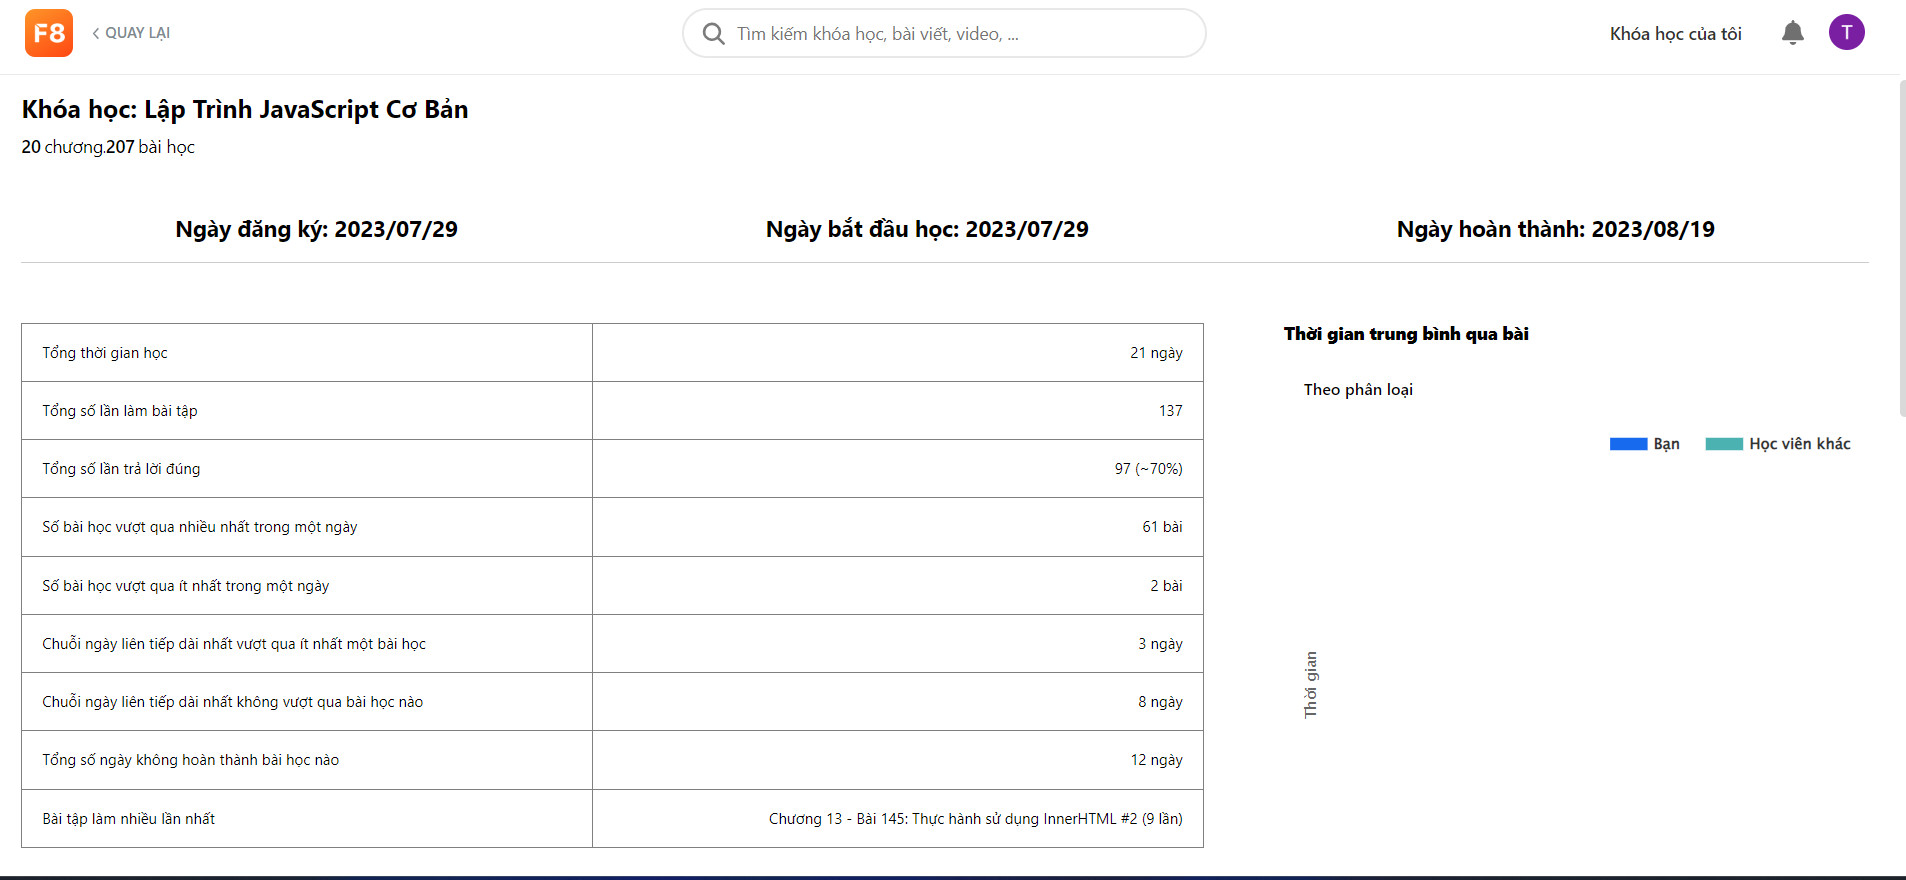 F8
QUAY LẠI
Tìm kiếm khóa học, bài viết, video, ...
Khóa học của tôi
T
Khóa học: Lập Trình JavaScript Cơ Bản
20 chương.207 bài học
Ngày đăng ký: 2023/07/29
Ngày bắt đầu học: 2023/07/29
Ngày hoàn thành: 2023/08/19
Tổng thời gian học 21 ngày
Tổng số lần làm bài tập 137
Tổng số lần trả lời đúng 97 (~70%)
Số bài học vượt qua nhiều nhất trong một ngày 61 bài
Số bài học vượt qua ít nhất trong một ngày 2 bài
Chuỗi ngày liên tiếp dài nhất vượt qua ít nhất một bài học 3 ngày
Chuỗi ngày liên tiếp dài nhất không vượt qua bài học nào 8 ngày
Tổng số ngày không hoàn thành bài học nào 12 ngày
Bài tập làm nhiều lần nhất Chương 13 - Bài 145: Thực hành sử dụng InnerHTML #2 (9 lần)
Thời gian trung bình qua bài
Theo phân loại
Bạn
Học viên khác
Thời gian